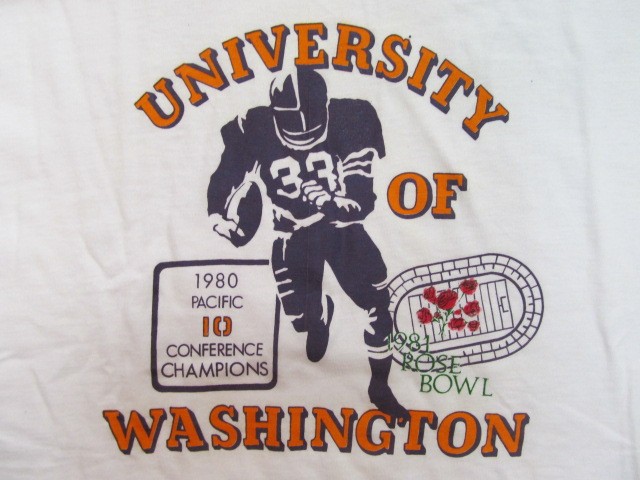 UNIVERSITY
OF
33
1980
PACIFIC
10
CONFERENCE
CHAMPIONS
1981
ROSE
BOWL
WASHINGTON